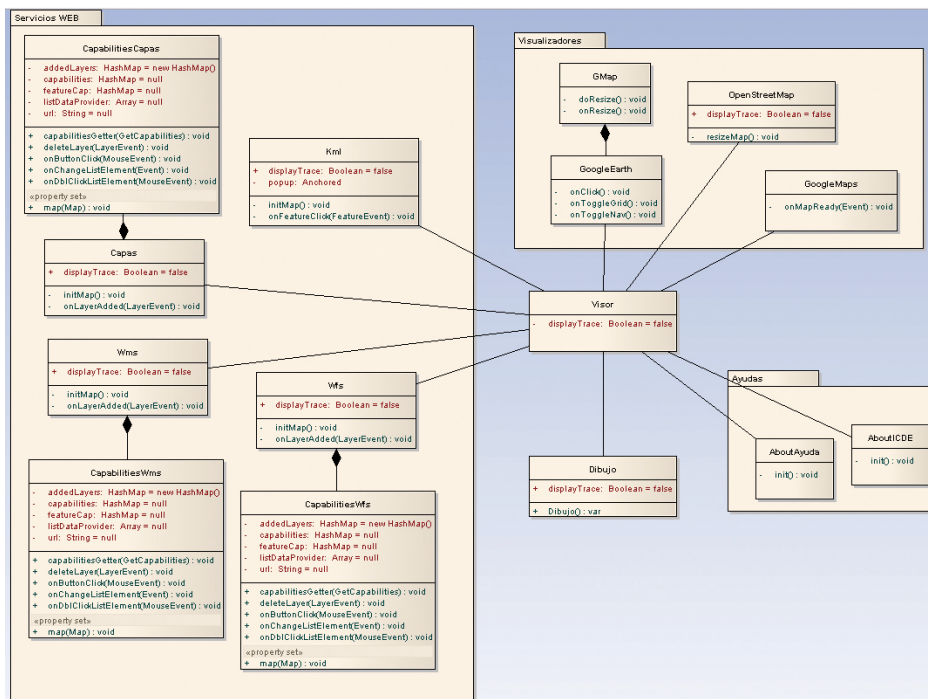 Servicios WEB
CapabilitiesCapas
- addedLayers: HashMap = new HashMap()
- capabilities: HashMap = null
- featureCap: HashMap = null
- listDataProvider: Array = null
- url: String = null
+ capabilitiesGetter(GetCapabilities) : void
+ deleteLayer(LayerEvent) : void
+ onButtonClick(MouseEvent) : void
+ onChangeListElement(Event) : void
+ onDblClickListElement(MouseEvent) : void
«property set»
+ map(Map) : void
Kml
+ displayTrace: Boolean = false
- popup: Anchored
- initMap() : void
- onFeatureClick(FeatureEvent) : void
Capas
+ displayTrace: Boolean = false
- initMap() : void
- onLayerAdded(LayerEvent) : void
Wms
+ displayTrace: Boolean = false
- initMap() : void
- onLayerAdded(LayerEvent) : void
Wfs
+ displayTrace: Boolean = false
- initMap() : void
- onLayerAdded(LayerEvent) : void
CapabilitiesWms
- addedLayers: HashMap = new HashMap()
- capabilities: HashMap = null
- featureCap: HashMap = null
- listDataProvider: Array = null
- url: String = null
+ capabilitiesGetter(GetCapabilities) : void
+ deleteLayer(LayerEvent) : void
+ onButtonClick(MouseEvent) : void
+ onChangeListElement(Event) : void
+ onDblClickListElement(MouseEvent) : void
«property set»
+ map(Map) : void
CapabilitiesWfs
- addedLayers: HashMap = new HashMap()
- capabilities: HashMap = null
- featureCap: HashMap = null
- listDataProvider: Array = null
- url: String = null
+ capabilitiesGetter(GetCapabilities) : void
+ deleteLayer(LayerEvent) : void
+ onButtonClick(MouseEvent) : void
+ onChangeListElement(Event) : void
+ onDblClickListElement(MouseEvent) : void
«property set»
+ map(Map) : void
Visualizadores
GMap
- doResize() : void
- onResize() : void
OpenStreetMap
+ displayTrace: Boolean = false
- resizeMap() : void
GoogleEarth
- onClick() : void
- onToggleGrid() : void
- onToggleNav() : void
GoogleMaps
- onMapReady(Event) : void
Visor
- displayTrace: Boolean = false
Dibujo
+ displayTrace: Boolean = false
+ Dibujo() : var
Ayudas
AboutAyuda
- init() : void
AboutICDE
- init() : void